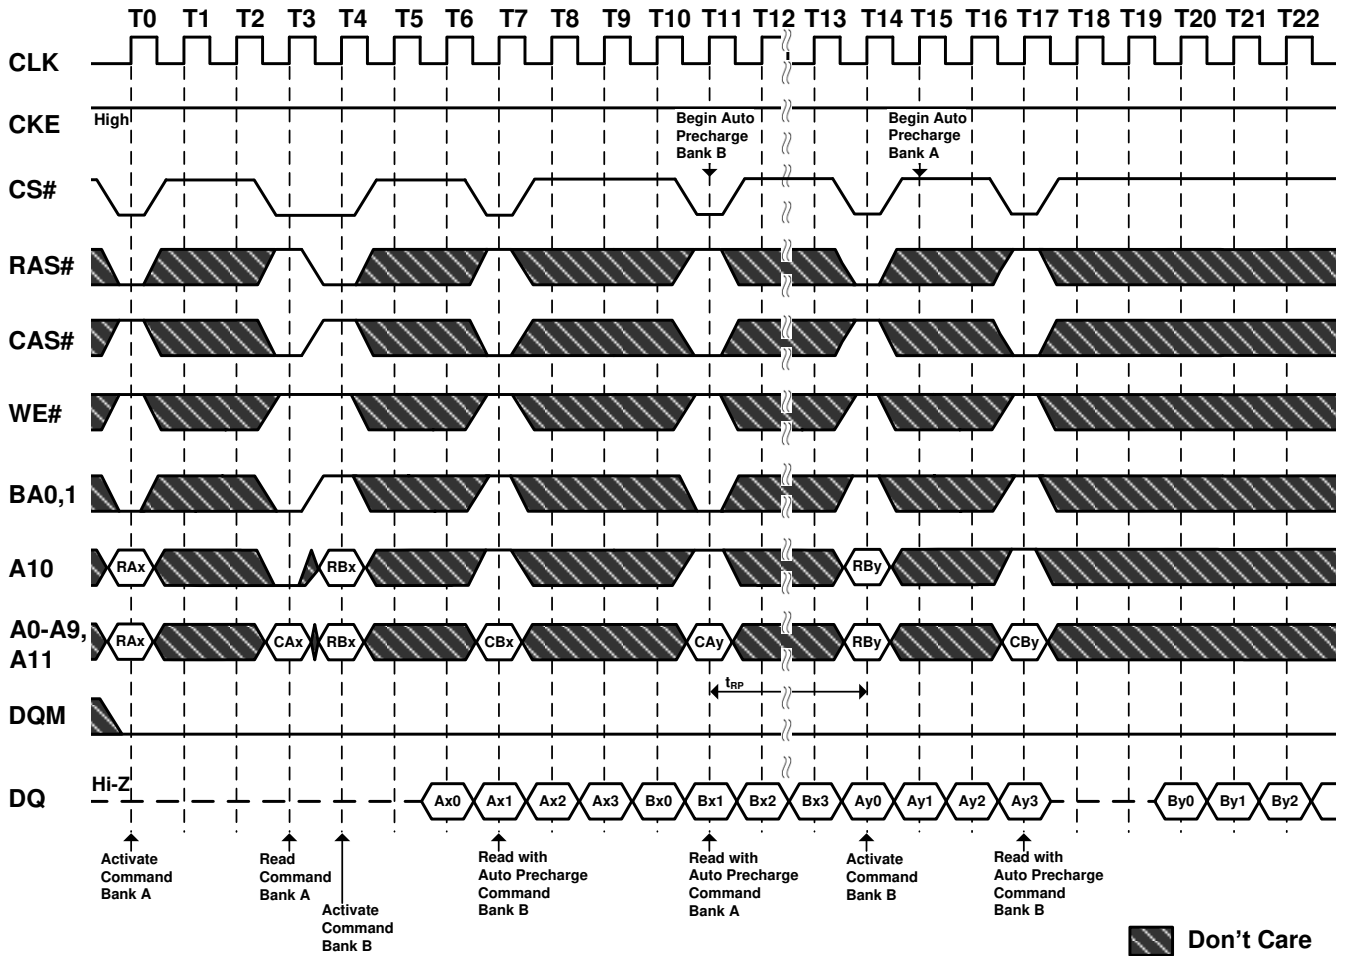 T0 T1 T2 T3 T4 T5 T6 T7 T8 T9 T10 T11 T12 T13 T14 T15 T16 T17 T18 T19 T20 T21 T22
CLK
CKE
High
Begin Auto
Precharge
Bank B
Begin Auto
Precharge
Bank A
CS#
RAS#
CAS#
WE#
BA0,1
A10
RAx RBx RBy
A0-A9,
A11
RAx CAx RBx CBx CAy RBy CBy
tRP
DQM
DQ
Hi-Z
Ax0 Ax1 Ax2 Ax3 Bx0 Bx1 Bx2 Bx3 Ay0 Ay1 Ay2 Ay3 By0 By1 By2
Activate
Command
Bank A
Read
Command
Bank A
Activate
Command
Bank B
Read with
Auto Precharge
Command
Bank B
Read with
Auto Precharge
Command
Bank A
Activate
Command
Bank B
Read with
Auto Precharge
Command
Bank B
Don't Care